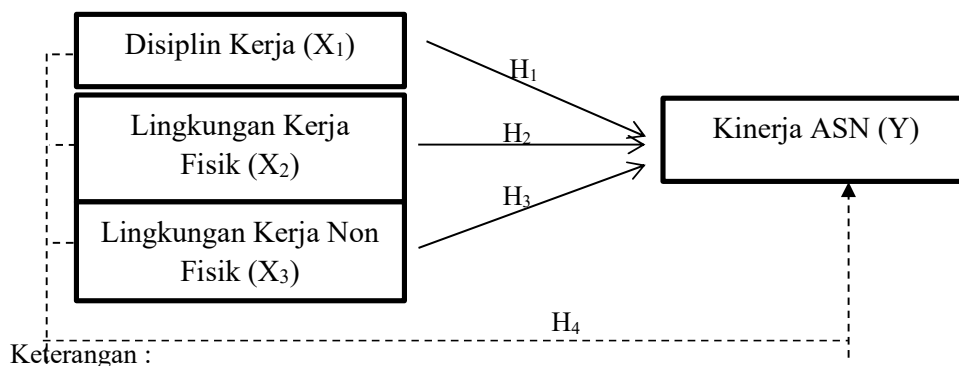 Disiplin Kerja (X₁)
H₁
Lingkungan Kerja
Fisik (X₂)
H₂
Kinerja ASN (Y)
Lingkungan Kerja Non
Fisik (X₃)
H₃
H₄
Keterangan :